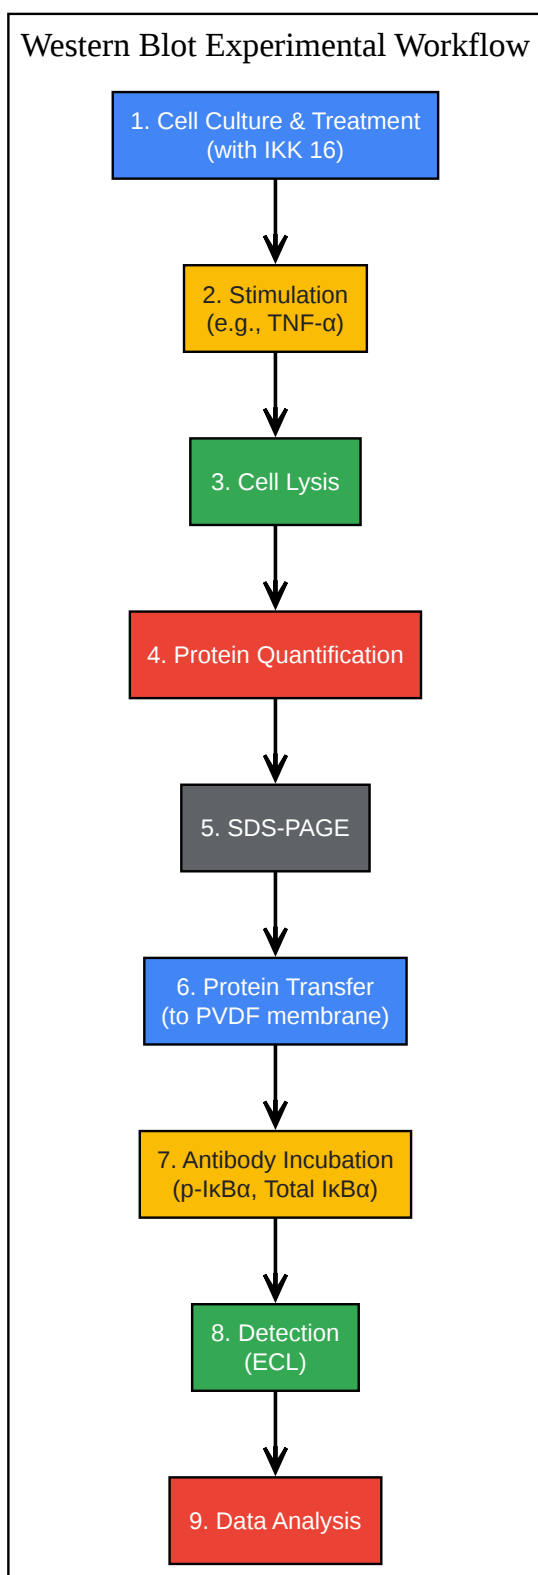 Western Blot Experimental Workflow
1. Cell Culture & Treatment
(with IKK 16)
2. Stimulation
(e.g., TNF-α)
3. Cell Lysis
4. Protein Quantification
5. SDS-PAGE
6. Protein Transfer
(to PVDF membrane)
7. Antibody Incubation
(p-IκBα, Total IκBα)
8. Detection
(ECL)
9. Data Analysis